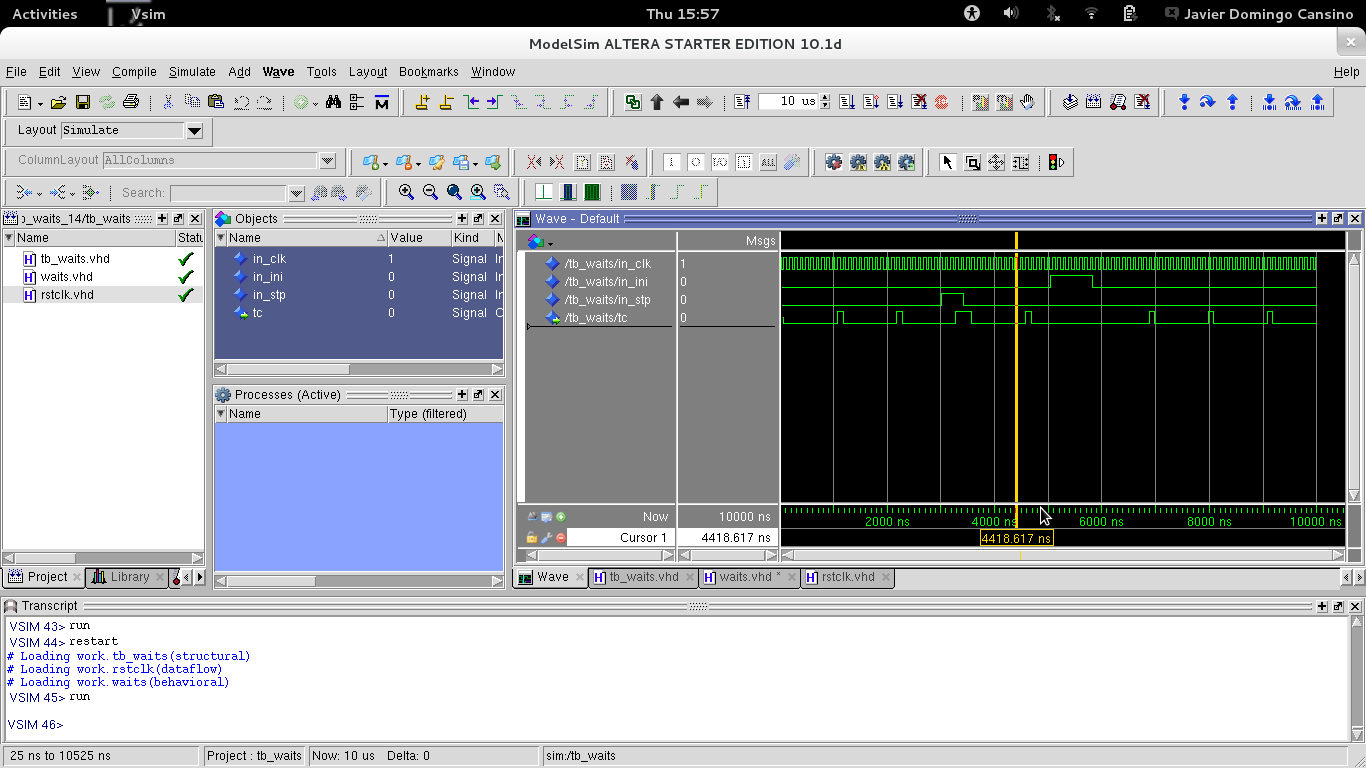 Activities Vsim Thu 15:57 Javier Domingo Cansino
ModelSim ALTERA STARTER EDITION 10.1d
File Edit View Compile Simulate Add Wave Tools Layout Bookmarks Window Help
10 us
Layout Simulate
ColumnLayout AllColumns
Search:
ɔ_waits_14/tb_waits
Name Statu
tb_waits.vhd
waits.vhd
rstclk.vhd
Project Library
Objects
Name Value Kind M
in_clk 1 Signal In
in_ini 0 Signal In
in_stp 0 Signal In
tc 0 Signal O
Processes (Active)
Name Type (filtered)
Wave - Default
Msgs
/tb_waits/in_clk 1
/tb_waits/in_ini 0
/tb_waits/in_stp 0
/tb_waits/tc 0
Now 10000 ns
2000 ns 4000 ns 6000 ns 8000 ns 10000 ns
Cursor 1 4418.617 ns
4418.617 ns
Wave tb_waits.vhd waits.vhd * rstclk.vhd
Transcript
VSIM 43> run
VSIM 44> restart
# Loading work.tb_waits(structural)
# Loading work.rstclk(dataflow)
# Loading work.waits(behavioral)
VSIM 45> run
VSIM 46>
25 ns to 10525 ns Project : tb_waits Now: 10 us Delta: 0 sim:/tb_waits